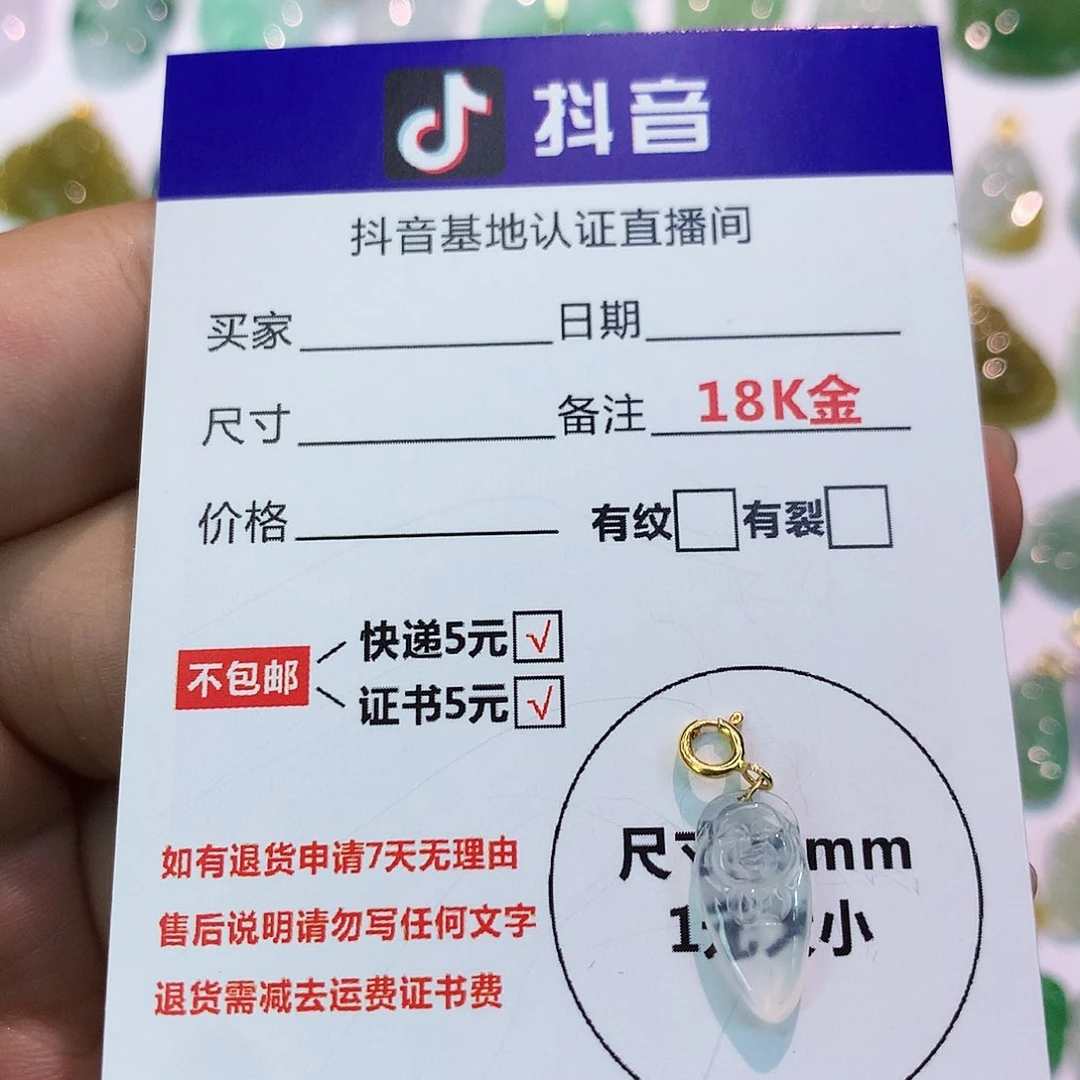 抖音
抖音基地认证直播间
买家 日期
尺寸 备注 18K金
价格 有纹 有裂
不包邮
快递5元 √
证书5元 √
如有退货申请7天无理由
售后说明请勿写任何文字
退货需减去运费证书费
尺寸 mm
1元大小